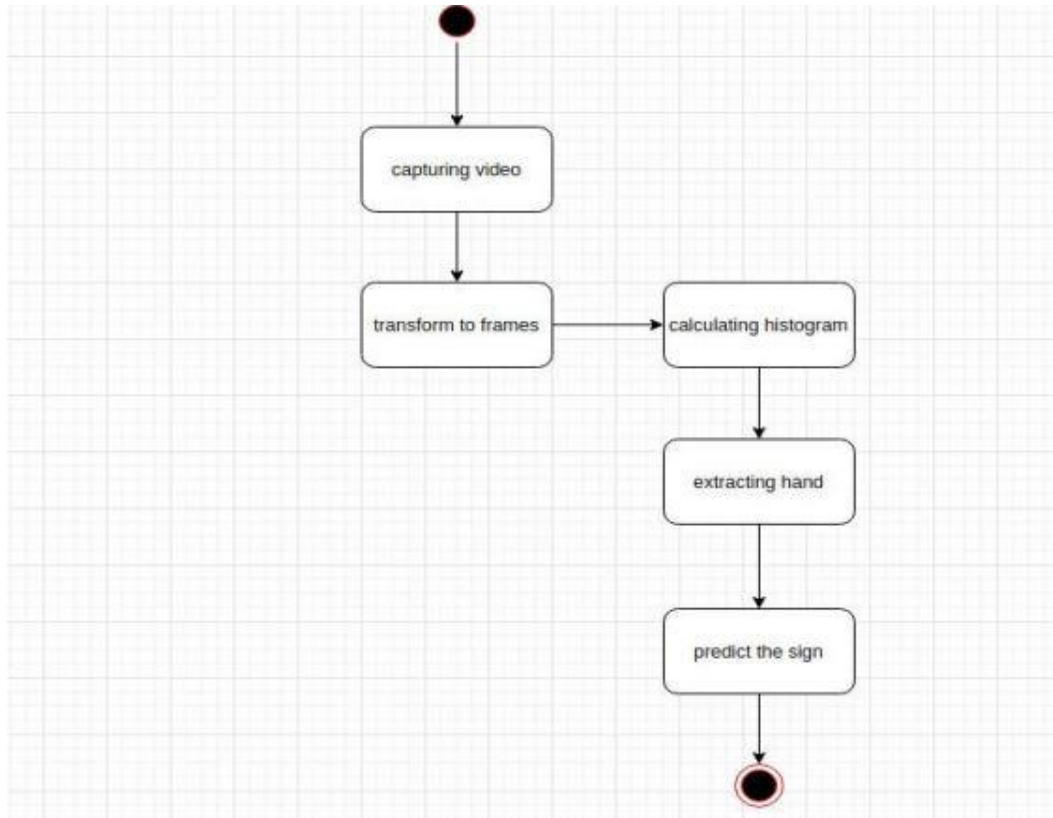 capturing video
transform to frames
calculating histogram
extracting hand
predict the sign